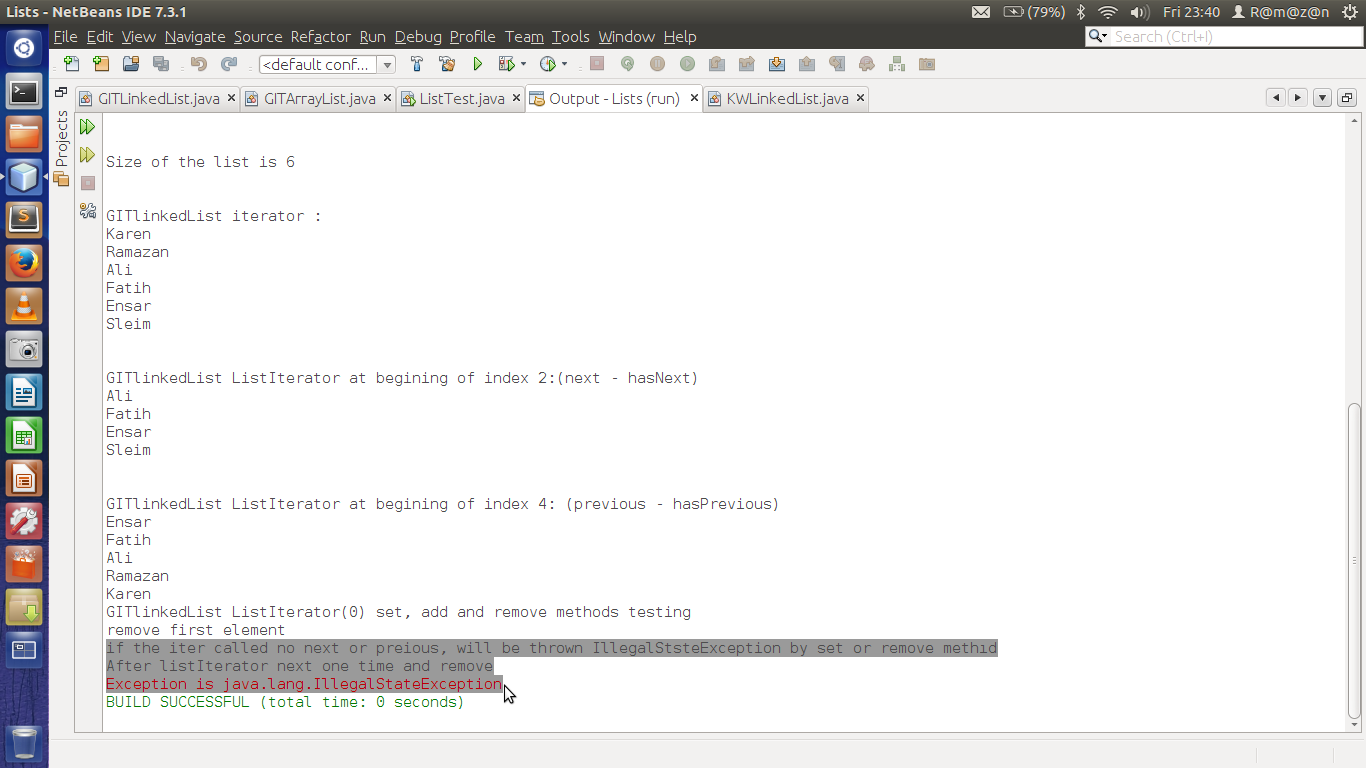 Lists - NetBeans IDE 7.3.1
(79%)
Fri 23:40
R@m@z@n
File Edit View Navigate Source Refactor Run Debug Profile Team Tools Window Help
Search (Ctrl+I)
<default conf...
GITLinkedList.java
GITArrayList.java
ListTest.java
Output - Lists (run)
KWLinkedList.java
Projects
Size of the list is 6
GITlinkedList iterator :
Karen
Ramazan
Ali
Fatih
Ensar
Sleim
GITlinkedList ListIterator at begining of index 2:(next - hasNext)
Ali
Fatih
Ensar
Sleim
GITlinkedList ListIterator at begining of index 4: (previous - hasPrevious)
Ensar
Fatih
Ali
Ramazan
Karen
GITlinkedList ListIterator(0) set, add and remove methods testing
remove first element
if the iter called no next or preious, will be thrown IllegalStsteException by set or remove methıd
After listIterator next one time and remove
Exception is java.lang.IllegalStateException
BUILD SUCCESSFUL (total time: 0 seconds)